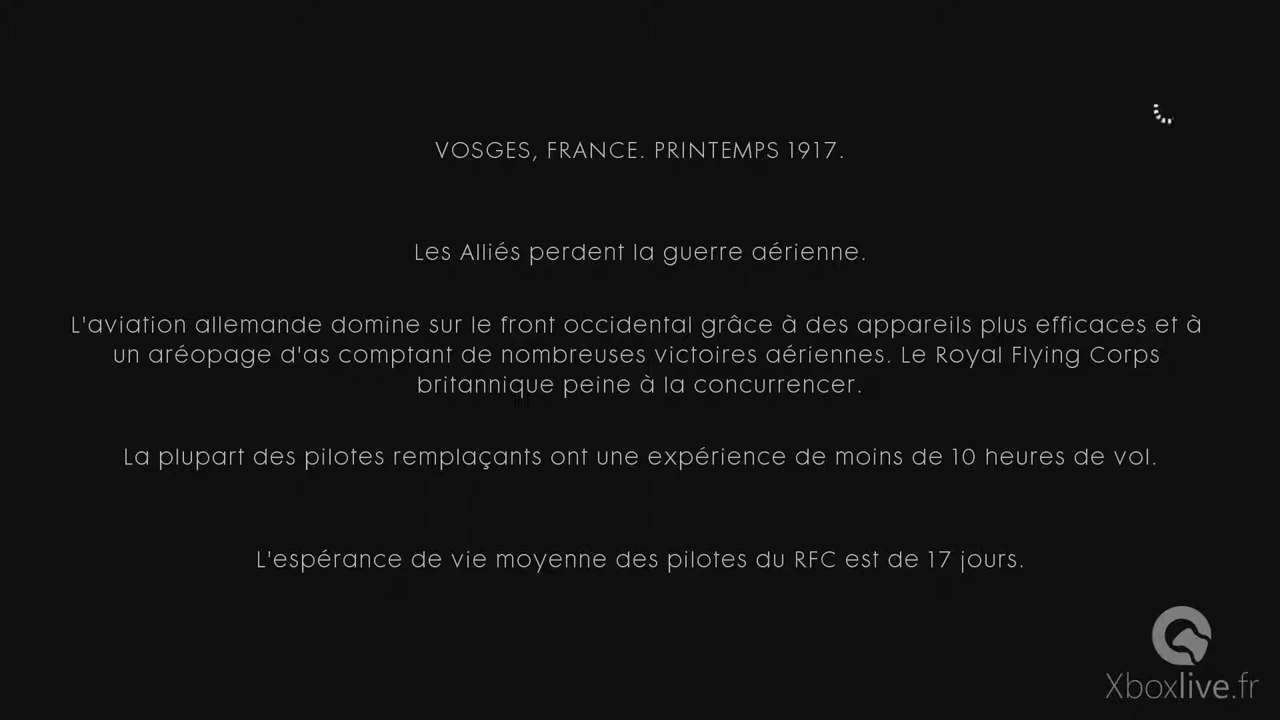 VOSGES, FRANCE. PRINTEMPS 1917.
Les Alliés perdent la guerre aérienne.
L'aviation allemande domine sur le front occidental grâce à des appareils plus efficaces et à
un aréopage d'as comptant de nombreuses victoires aériennes. Le Royal Flying Corps
britannique peine à la concurrencer.
La plupart des pilotes remplaçants ont une expérience de moins de 10 heures de vol.
L'espérance de vie moyenne des pilotes du RFC est de 17 jours.
Xboxlive.fr